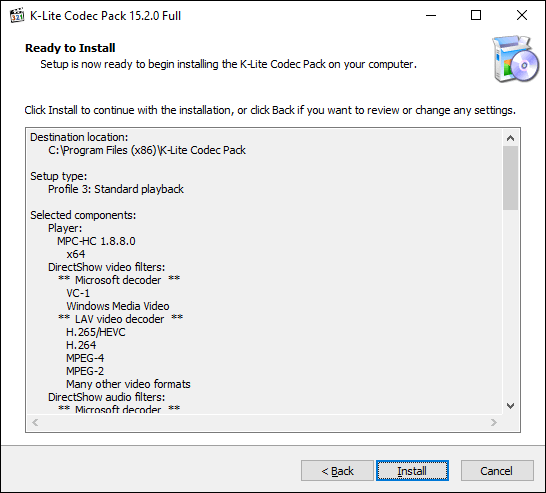 K-Lite Codec Pack 15.2.0 Full
Ready to Install
Setup is now ready to begin installing the K-Lite Codec Pack on your computer.
Click Install to continue with the installation, or click Back if you want to review or change any settings.
Destination location:
C:\Program Files (x86)\K-Lite Codec Pack
Setup type:
Profile 3: Standard playback
Selected components:
Player:
MPC-HC 1.8.8.0
x64
DirectShow video filters:
** Microsoft decoder **
VC-1
Windows Media Video
** LAV video decoder **
H.265/HEVC
H.264
MPEG-4
MPEG-2
Many other video formats
DirectShow audio filters:
** Microsoft decoder **
< Back
Install
Cancel